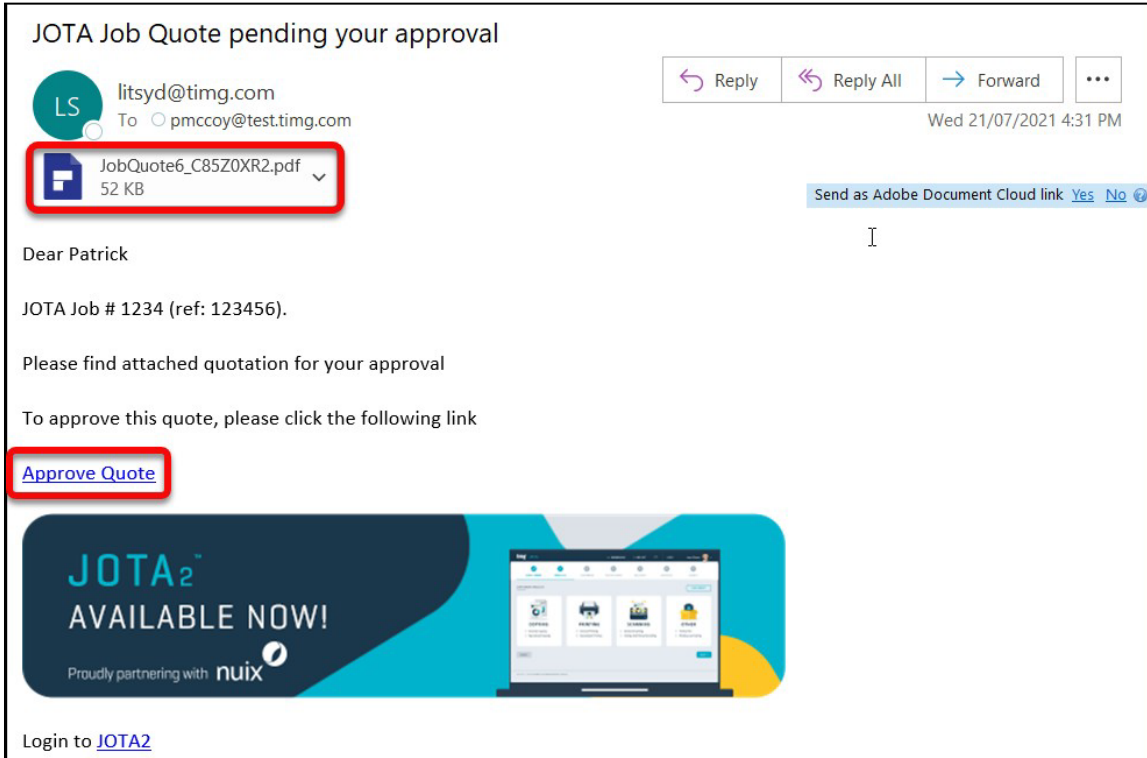 JOTA Job Quote pending your approval
LS
litsyd@timg.com
To pmccoy@test.timg.com
Reply
Reply All
Forward
Wed 21/07/2021 4:31 PM
JobQuote6_C85Z0XR2.pdf
52 KB
Send as Adobe Document Cloud link Yes No
Dear Patrick
JOTA Job # 1234 (ref: 123456).
Please find attached quotation for your approval
To approve this quote, please click the following link
Approve Quote
JOTA2™
AVAILABLE NOW!
Proudly partnering with nuix
COPYING
PRINTING
SCANNING
OTHER
Login to JOTA2